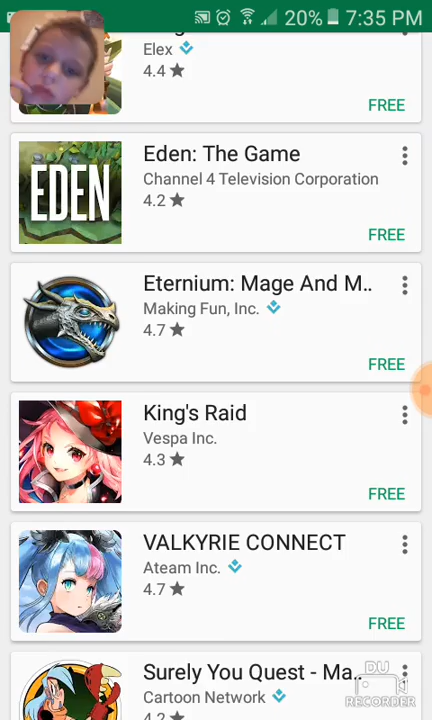 20% 7:35 PM
Elex
4.4 ★
FREE
EDEN
Eden: The Game
Channel 4 Television Corporation
4.2 ★
FREE
Eternium: Mage And M..
Making Fun, Inc.
4.7 ★
FREE
King's Raid
Vespa Inc.
4.3 ★
FREE
VALKYRIE CONNECT
Ateam Inc.
4.7 ★
FREE
Surely You Quest - Ma..
Cartoon Network
4.2 ★
DU
RECORDER